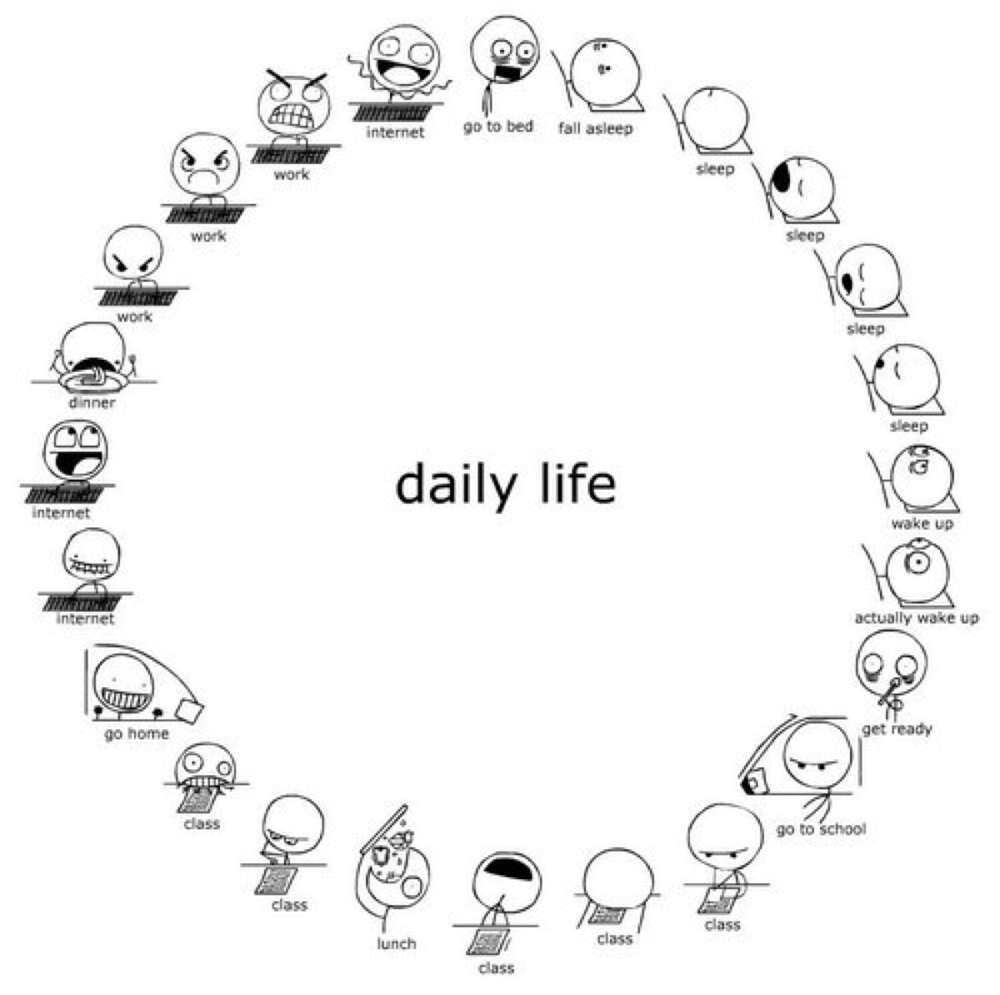 internet
go to bed
fall asleep
sleep
sleep
sleep
sleep
wake up
actually wake up
get ready
go to school
class
class
class
lunch
class
class
go home
internet
internet
dinner
work
work
work
daily life